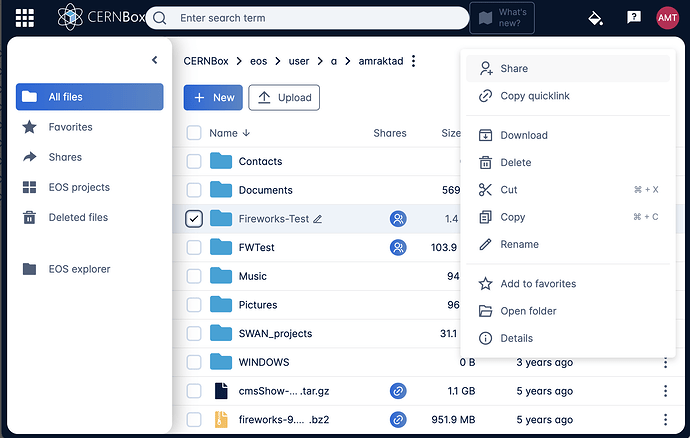 CERNBox
Enter search term
What's
new?
AMT
CERNBox > eos > user > a > amraktad
All files
Favorites
Shares
EOS projects
Deleted files
EOS explorer
+ New
Upload
Name Shares Siz
Contacts
Documents 569
Fireworks-Test 1.4
FWTest 103.9
Music 94
Pictures 96
SWAN_projects 31.1
WINDOWS 0 B 3 years ago
cmsShow-... .tar.gz 1.1 GB 5 years ago
fireworks-9.... .bz2 951.9 MB 5 years ago
Share
Copy quicklink
Download
Delete
Cut ⌘ + X
Copy ⌘ + C
Rename
Add to favorites
Open folder
Details